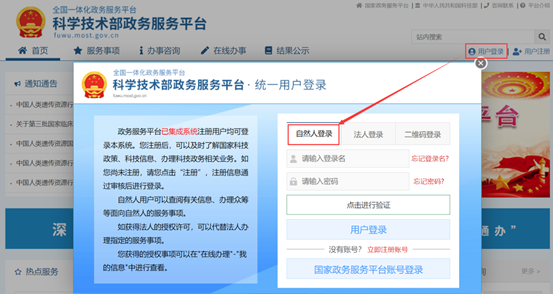 国家政务服务平台 中华人民共和国科技部 官网联系 平台介绍
全国一体化政务服务平台
科学技术部政务服务平台
fuwu.most.gov.cn
站内搜索
首页 服务事项 办事咨询 在线办事 结果公示
用户登录 用户注册
通知通告
中国人类遗传资源行
关于第三批国家临床
中国人类遗传资源行
中国人类遗传资源行
中国人类遗传资源行
平台
深
通办”
热点服务
更多 >
全国一体化政务服务平台
科学技术部政务服务平台·统一用户登录
fuwu.most.gov.cn
政务服务平台已集成系统注册用户均可登录本系统。您注册后，可以及时了解国家科技政策、科技信息、办理科技政务相关业务。如您尚未注册，请您点击“注册”，注册信息通过审核后进行登录。
自然人用户可以查阅有关信息、办理众筹等面向自然人的服务事项。
如获得法人的授权许可，可以代替法人办理指定的服务事项。
您获得的授权事项可以在“在线办理”-“我的信息”中进行查看。
自然人登录 法人登录 二维码登录
请输入登录名 忘记登录名?
请输入密码 忘记密码?
点击进行验证
用户登录
没有账号? 立即注册账号
国家政务服务平台账号登录